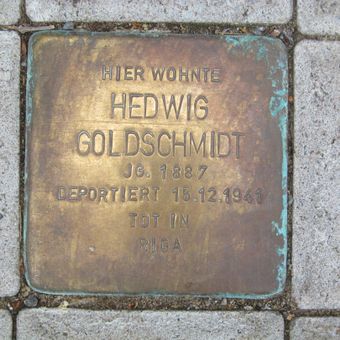 HIER WOHNTE
HEDWIG
GOLDSCHMIDT
JG. 1887
DEPORTIERT 15.12.1941
TOT IN
RIGA